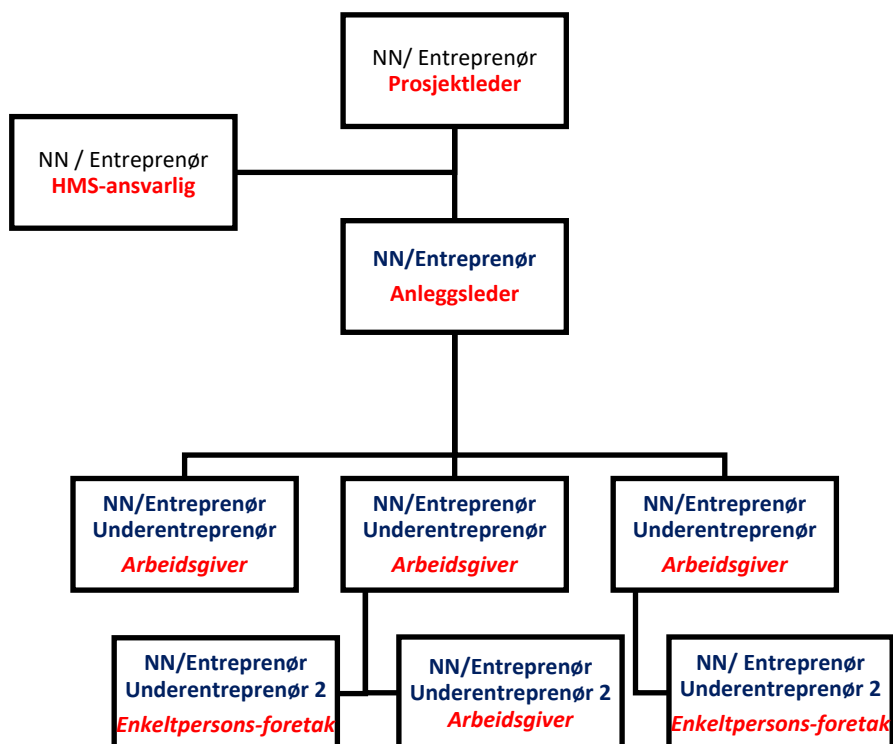 NN/ Entreprenør
Prosjektleder
NN / Entreprenør
HMS-ansvarlig
NN/Entreprenør
Anleggsleder
NN/Entreprenør
Underentreprenør
Arbeidsgiver
NN/Entreprenør
Underentreprenør
Arbeidsgiver
NN/Entreprenør
Underentreprenør
Arbeidsgiver
NN/Entreprenør
Underentreprenør 2
Enkeltpersons-foretak
NN/Entreprenør
Underentreprenør 2
Arbeidsgiver
NN/ Entreprenør
Underentreprenør 2
Enkeltpersons-foretak